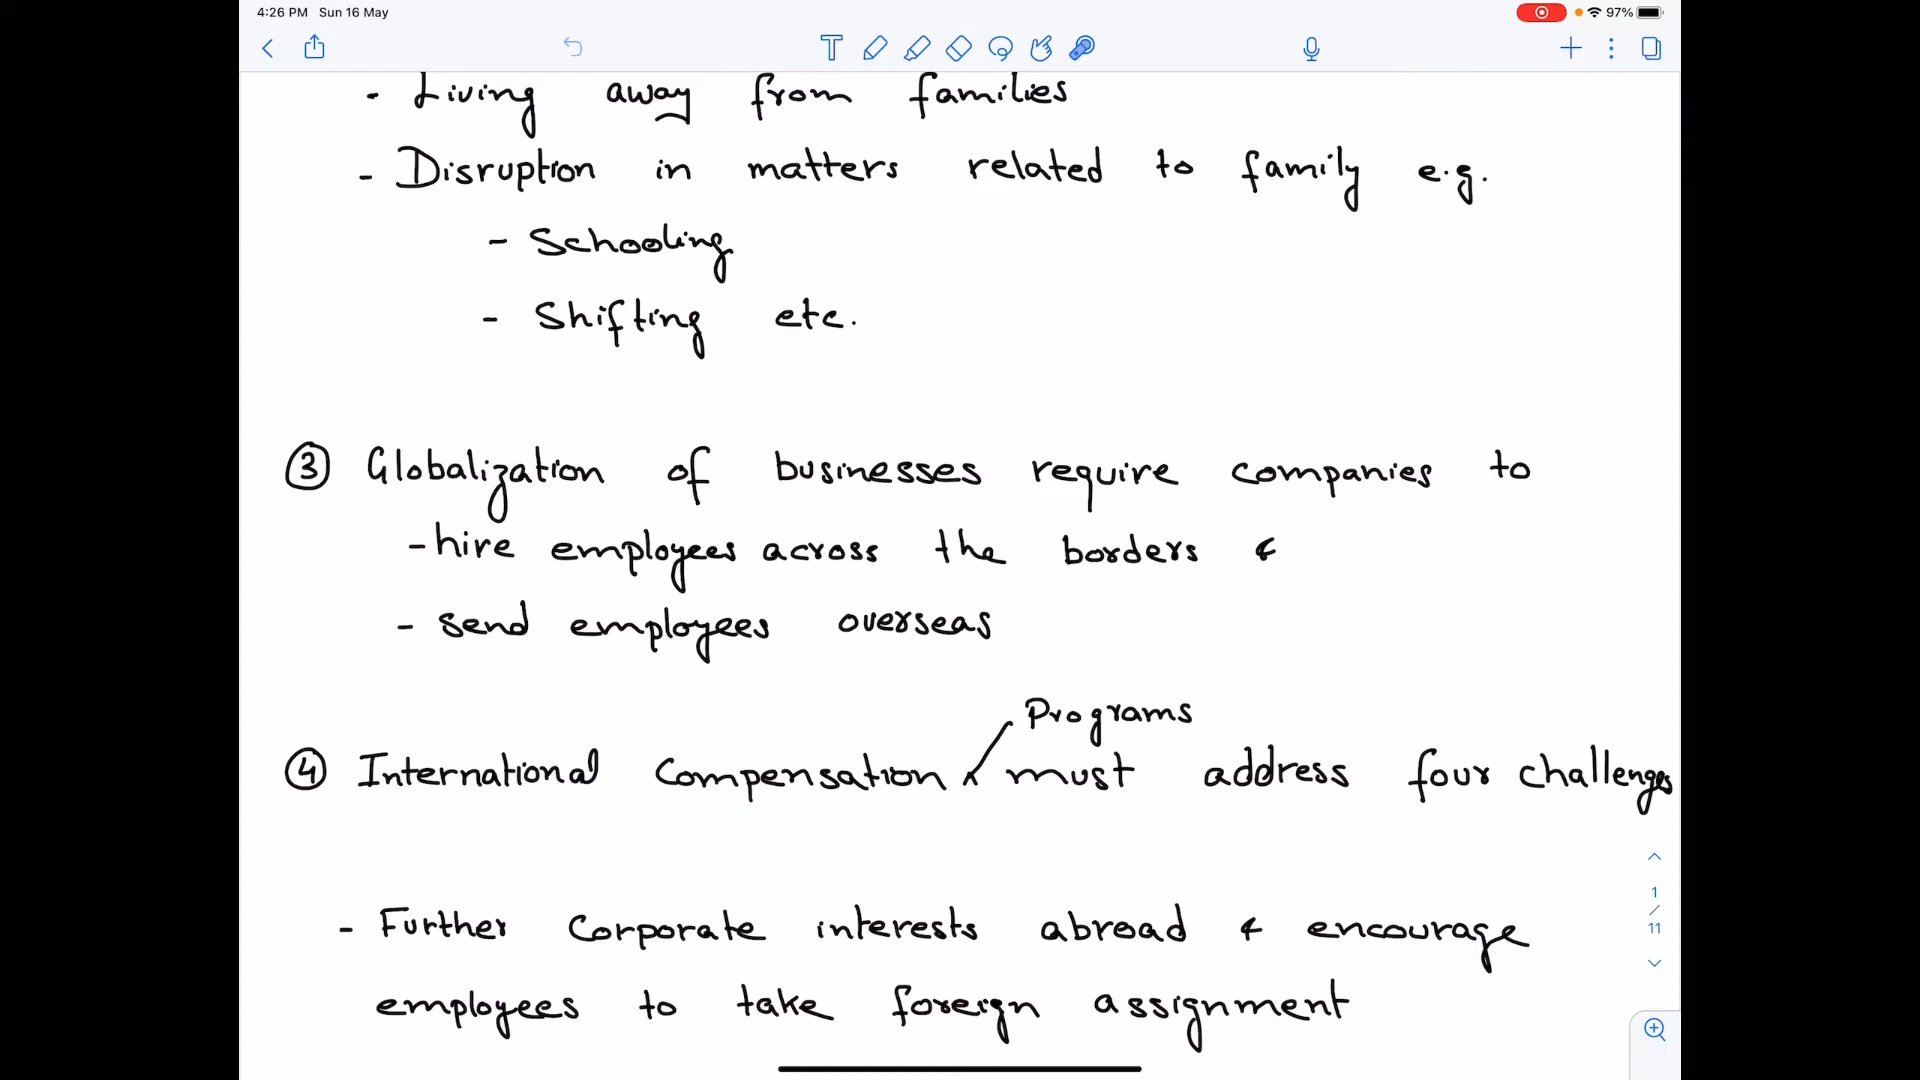 4:26 PM Sun 16 May
97%
- Living away from families
- Disruption in matters related to family e.g.
- Schooling
- Shifting etc.
③ Globalization of businesses require companies to
- hire employees across the borders &
- send employees overseas
Programs
④ International Compensation must address four challenges
- Further corporate interests abroad & encourage
employees to take foreign assignment
1
/
11